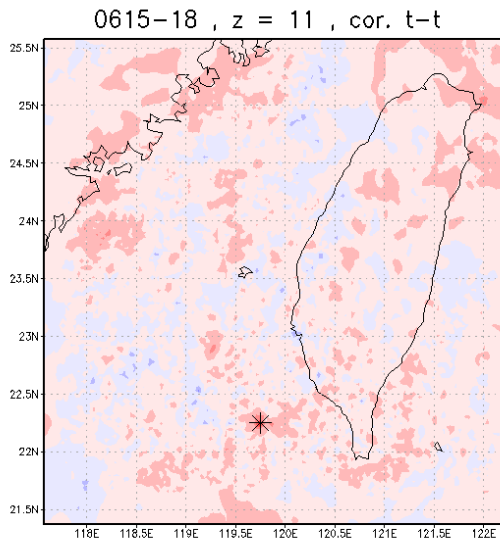 0615-18 , z = 11 , cor. t-t
25.5N
25N
24.5N
24N
23.5N
23N
22.5N
22N
21.5N
118E 118.5E 119E 119.5E 120E 120.5E 121E 121.5E 122E